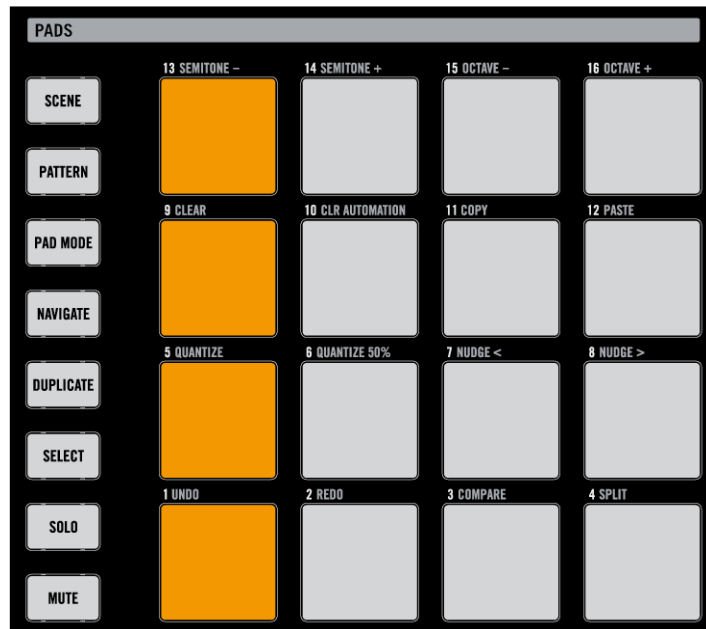 PADS
13 SEMITONE –
14 SEMITONE +
15 OCTAVE –
16 OCTAVE +
SCENE
PATTERN
9 CLEAR
10 CLR AUTOMATION
11 COPY
12 PASTE
PAD MODE
NAVIGATE
5 QUANTIZE
6 QUANTIZE 50%
7 NUDGE <
8 NUDGE >
DUPLICATE
SELECT
1 UNDO
2 REDO
3 COMPARE
4 SPLIT
SOLO
MUTE